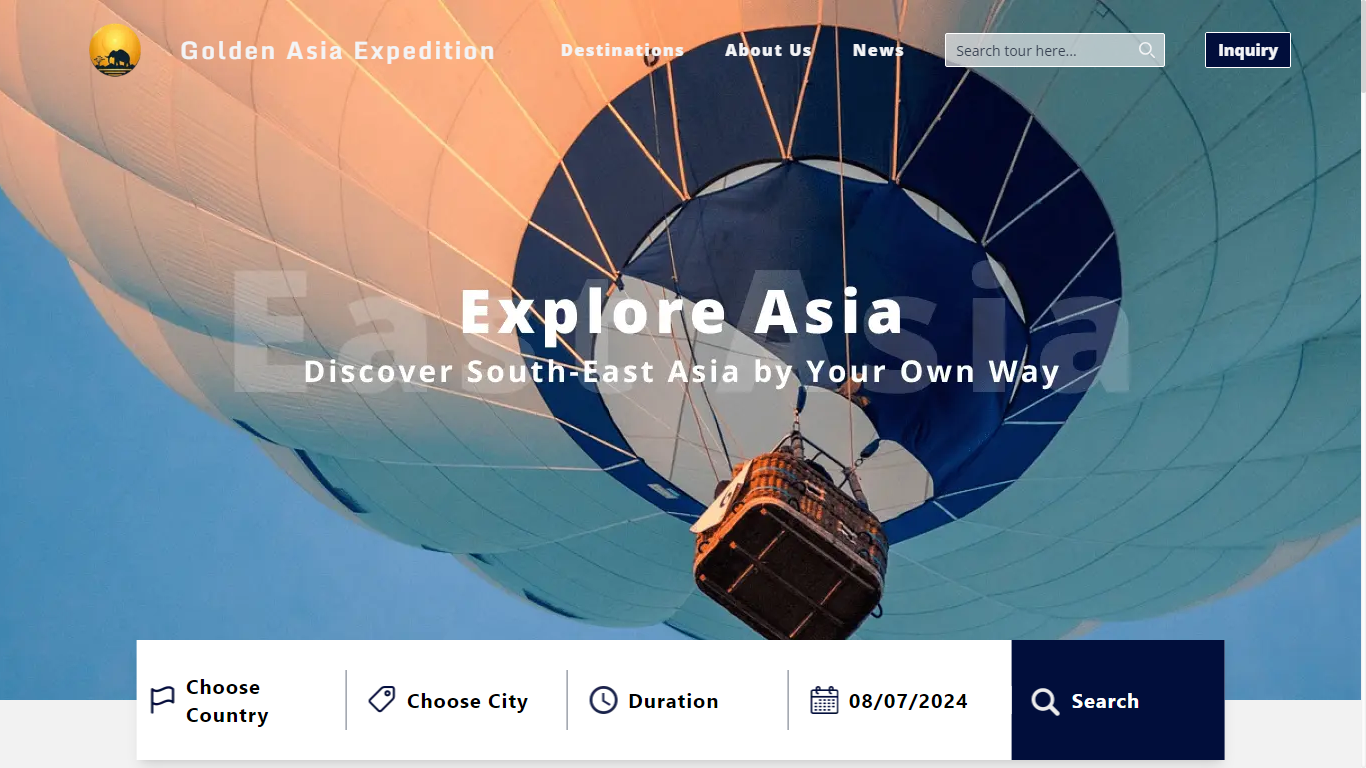 Golden Asia Expedition
Destinations
About Us
News
Search tour here...
Inquiry
East Asia
Explore Asia
Discover South-East Asia by Your Own Way
Choose
Country
Choose City
Duration
08/07/2024
Search